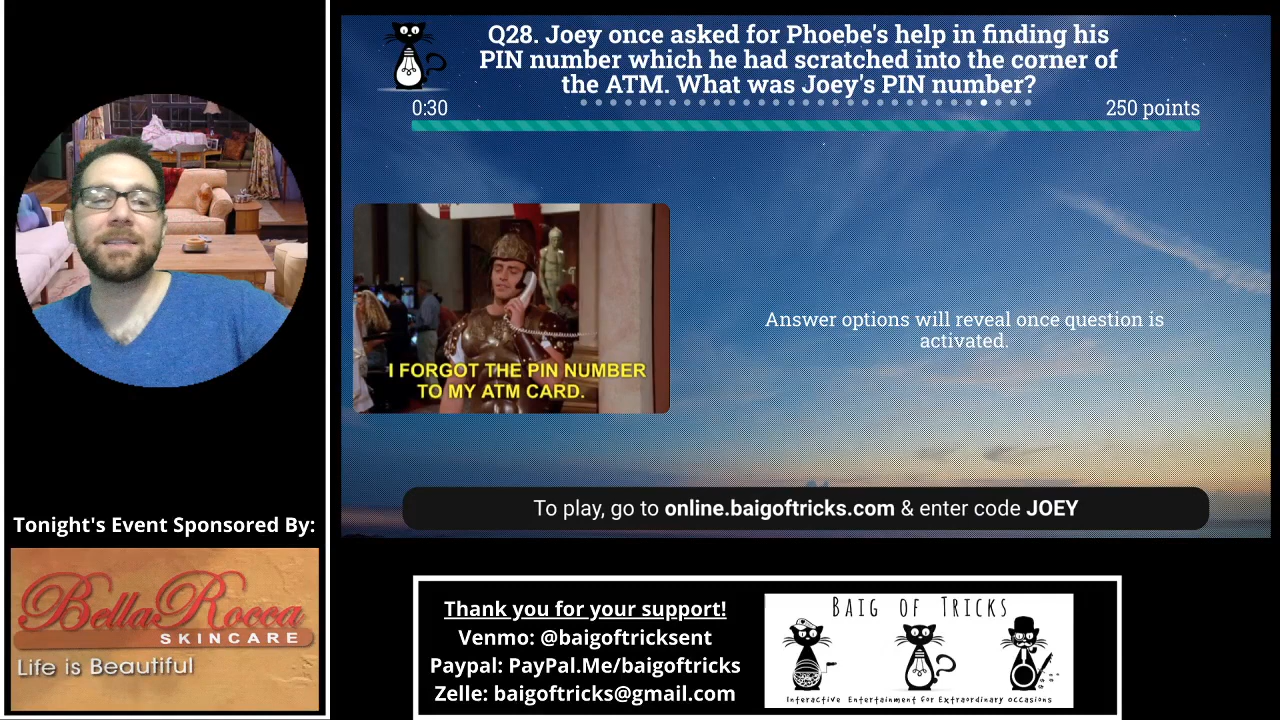 Q28. Joey once asked for Phoebe's help in finding his
PIN number which he had scratched into the corner of
the ATM. What was Joey's PIN number?
0:30
250 points
I FORGOT THE PIN NUMBER
TO MY ATM CARD.
Answer options will reveal once question is
activated.
To play, go to online.baigoftricks.com & enter code JOEY
Tonight's Event Sponsored By:
BellaRocca
SKINCARE
Life is Beautiful
Thank you for your support!
Venmo: @baigoftricksent
Paypal: PayPal.Me/baigoftricks
Zelle: baigoftricks@gmail.com
BAIG OF TRICKS
Interactive Entertainment for Extraordinary occasions